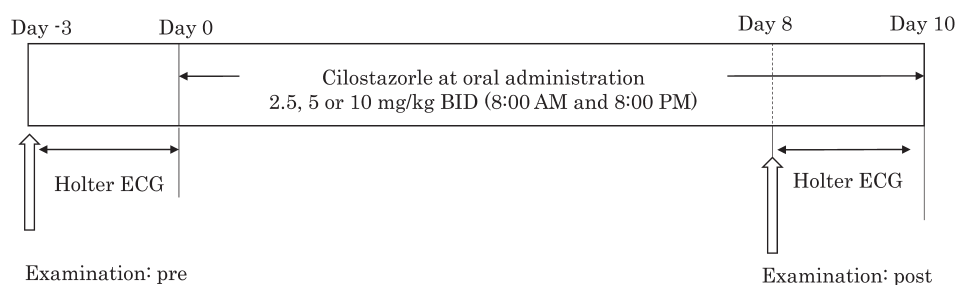 Day -3
Day 0
Day 8
Day 10
Cilostazorle at oral administration
2.5, 5 or 10 mg/kg BID (8:00 AM and 8:00 PM)
Holter ECG
Holter ECG
Examination: pre
Examination: post